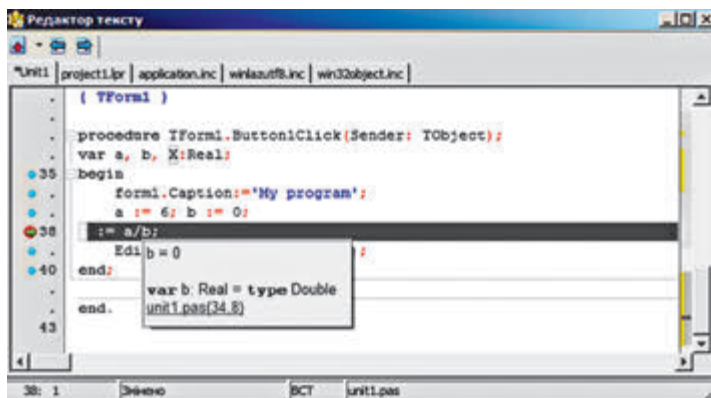 Редактор тексту
*Unit1 project1.lpr application.inc winlazutf8.inc win32object.inc
{ TForm1 }
procedure TForm1.Button1Click(Sender: TObject);
var a, b, X:Real;
35 begin
form1.Caption:='My program';
a := 6; b := 0;
38 := a/b;
Edi ;
b = 0
40 end;
var b: Real = type Double
unit1.pas(34,8)
end.
43
38: 1 Змінено ВСТ unit1.pas